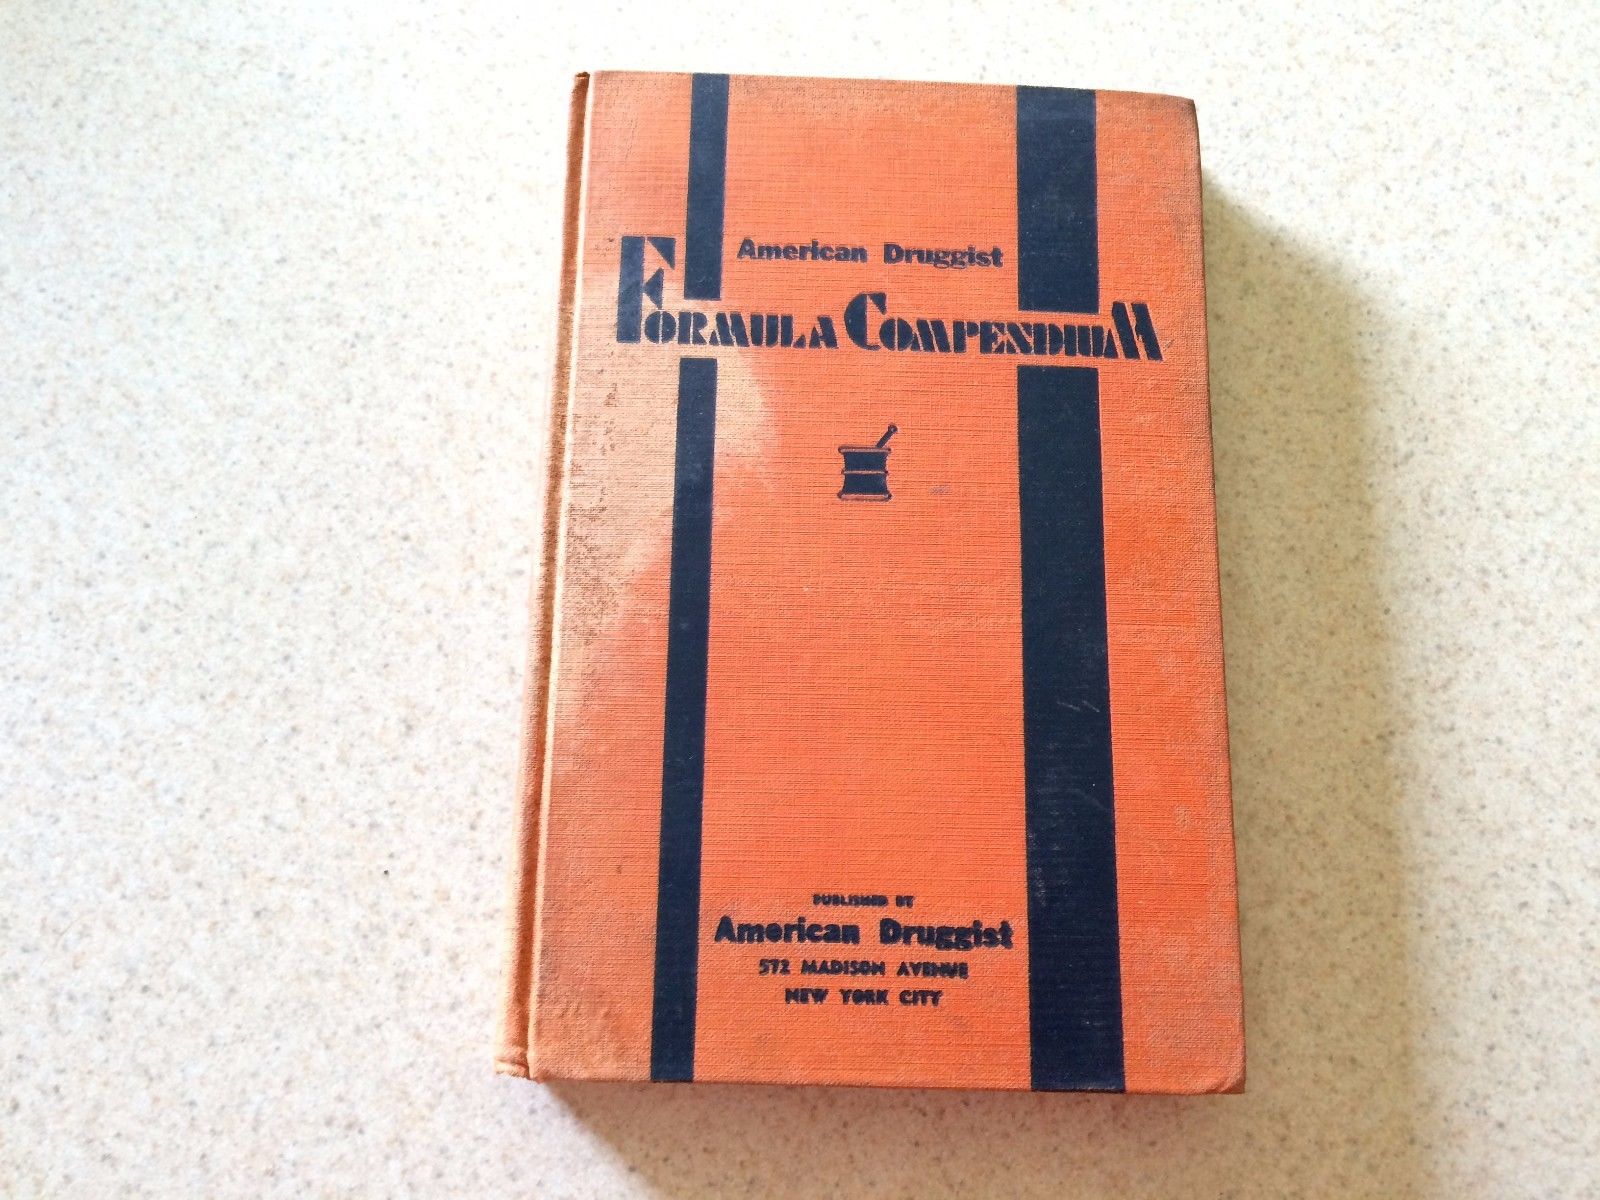 American Druggist
FORMULA COMPENDIUM
PUBLISHED BY
American Druggist
572 MADISON AVENUE
NEW YORK CITY